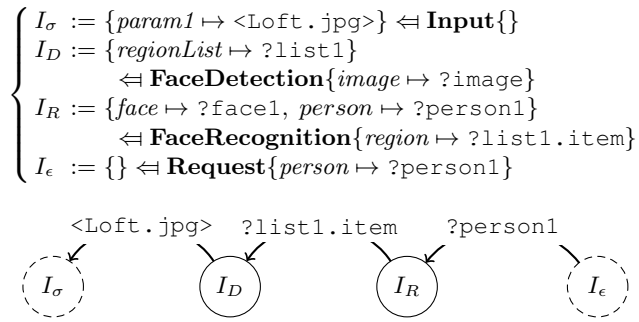 I_σ := {param1 ↦ <Loft.jpg>} ⇚ Input{}
I_D := {regionList ↦ ?list1}
⇚ FaceDetection{image ↦ ?image}
I_R := {face ↦ ?face1, person ↦ ?person1}
⇚ FaceRecognition{region ↦ ?list1.item}
I_ϵ := {} ⇚ Request{person ↦ ?person1}
<Loft.jpg> ?list1.item ?person1
I_σ I_D I_R I_ϵ